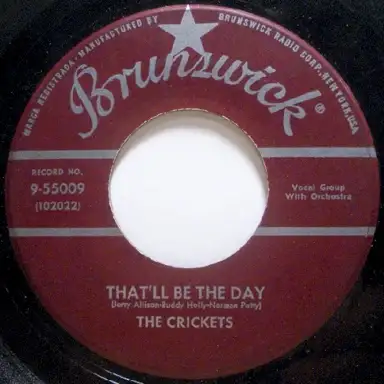 MARCA REGISTRADA · MANUFACTURED BY BRUNSWICK RADIO CORP., NEW YORK, USA
Brunswick®
RECORD NO.
9-55009
(102022)
Vocal Group
With Orchestra
THAT'LL BE THE DAY
(Jerry Allison-Buddy Holly-Norman Petty)
THE CRICKETS